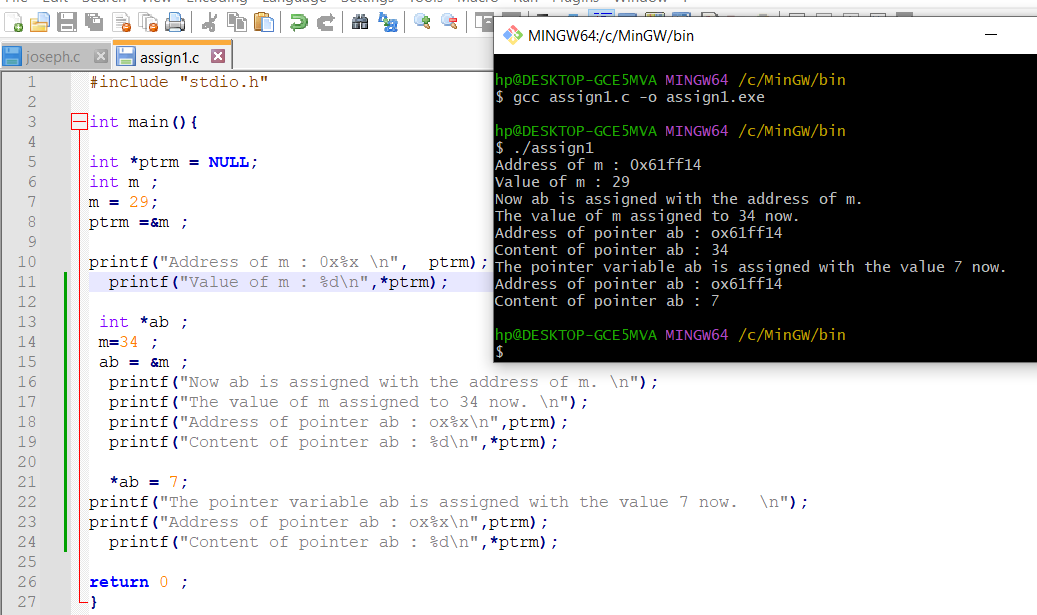 File Edit Search View Encoding Language Settings Tools Macro Run Plugins Window ?
joseph.c assign1.c
1 #include "stdio.h"
2
3 int main(){
4
5 int *ptrm = NULL;
6 int m ;
7 m = 29;
8 ptrm =&m ;
9
10 printf("Address of m : 0x%x \n",  ptrm);
11 printf("Value of m : %d\n",*ptrm);
12
13 int *ab ;
14 m=34 ;
15 ab = &m ;
16 printf("Now ab is assigned with the address of m. \n");
17 printf("The value of m assigned to 34 now. \n");
18 printf("Address of pointer ab : ox%x\n",ptrm);
19 printf("Content of pointer ab : %d\n",*ptrm);
20
21 *ab = 7;
22 printf("The pointer variable ab is assigned with the value 7 now.  \n");
23 printf("Address of pointer ab : ox%x\n",ptrm);
24 printf("Content of pointer ab : %d\n",*ptrm);
25
26 return 0 ;
27 }
MINGW64:/c/MinGW/bin
hp@DESKTOP-GCE5MVA MINGW64 /c/MinGW/bin
$ gcc assign1.c -o assign1.exe
hp@DESKTOP-GCE5MVA MINGW64 /c/MinGW/bin
$ ./assign1
Address of m : 0x61ff14
Value of m : 29
Now ab is assigned with the address of m.
The value of m assigned to 34 now.
Address of pointer ab : ox61ff14
Content of pointer ab : 34
The pointer variable ab is assigned with the value 7 now.
Address of pointer ab : ox61ff14
Content of pointer ab : 7
hp@DESKTOP-GCE5MVA MINGW64 /c/MinGW/bin
$